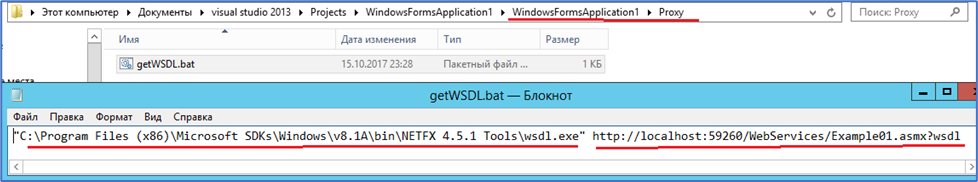 Этот компьютер ▸ Документы ▸ visual studio 2013 ▸ Projects ▸ WindowsFormsApplication1 ▸ WindowsFormsApplication1 ▸ Proxy
Поиск: Proxy
Имя Дата изменения Тип Размер
getWSDL.bat 15.10.2017 23:28 Пакетный файл ... 1 КБ
места
getWSDL.bat — Блокнот
Файл Правка Формат Вид Справка
"C:\Program Files (x86)\Microsoft SDKs\Windows\v8.1A\bin\NETFX 4.5.1 Tools\wsdl.exe" http://localhost:59260/WebServices/Example01.asmx?wsdl